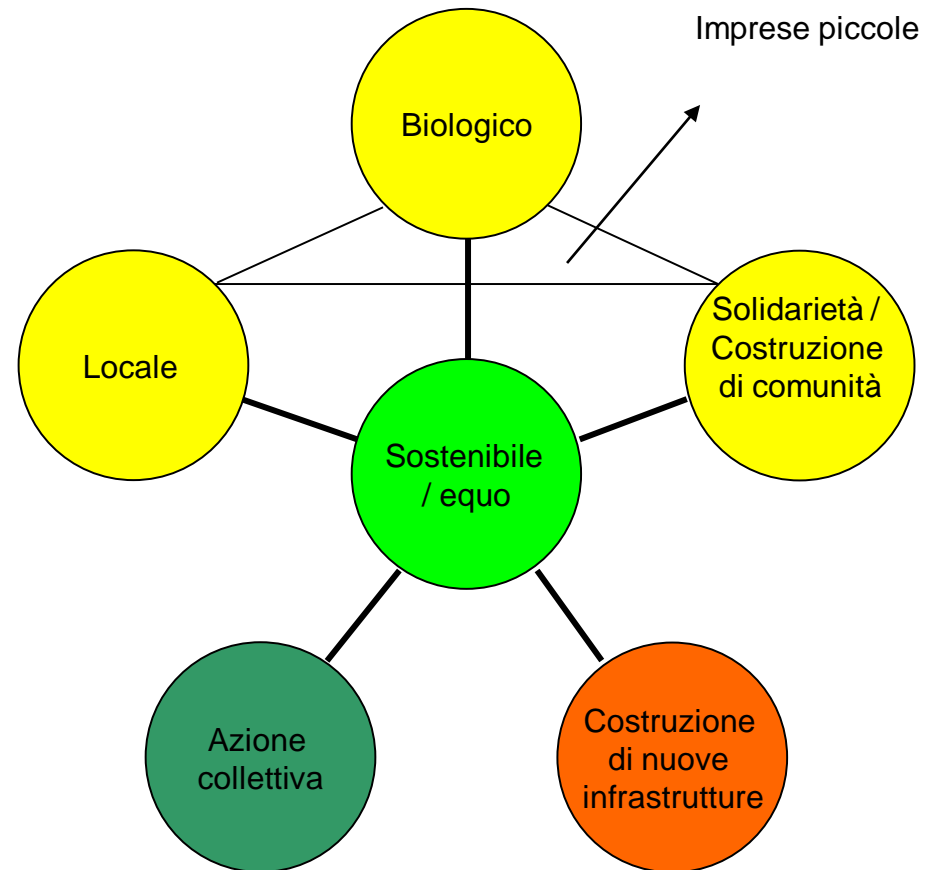 Imprese piccole
Biologico
Locale
Solidarietà /
Costruzione
di comunità
Sostenibile
/ equo
Azione
collettiva
Costruzione
di nuove
infrastrutture